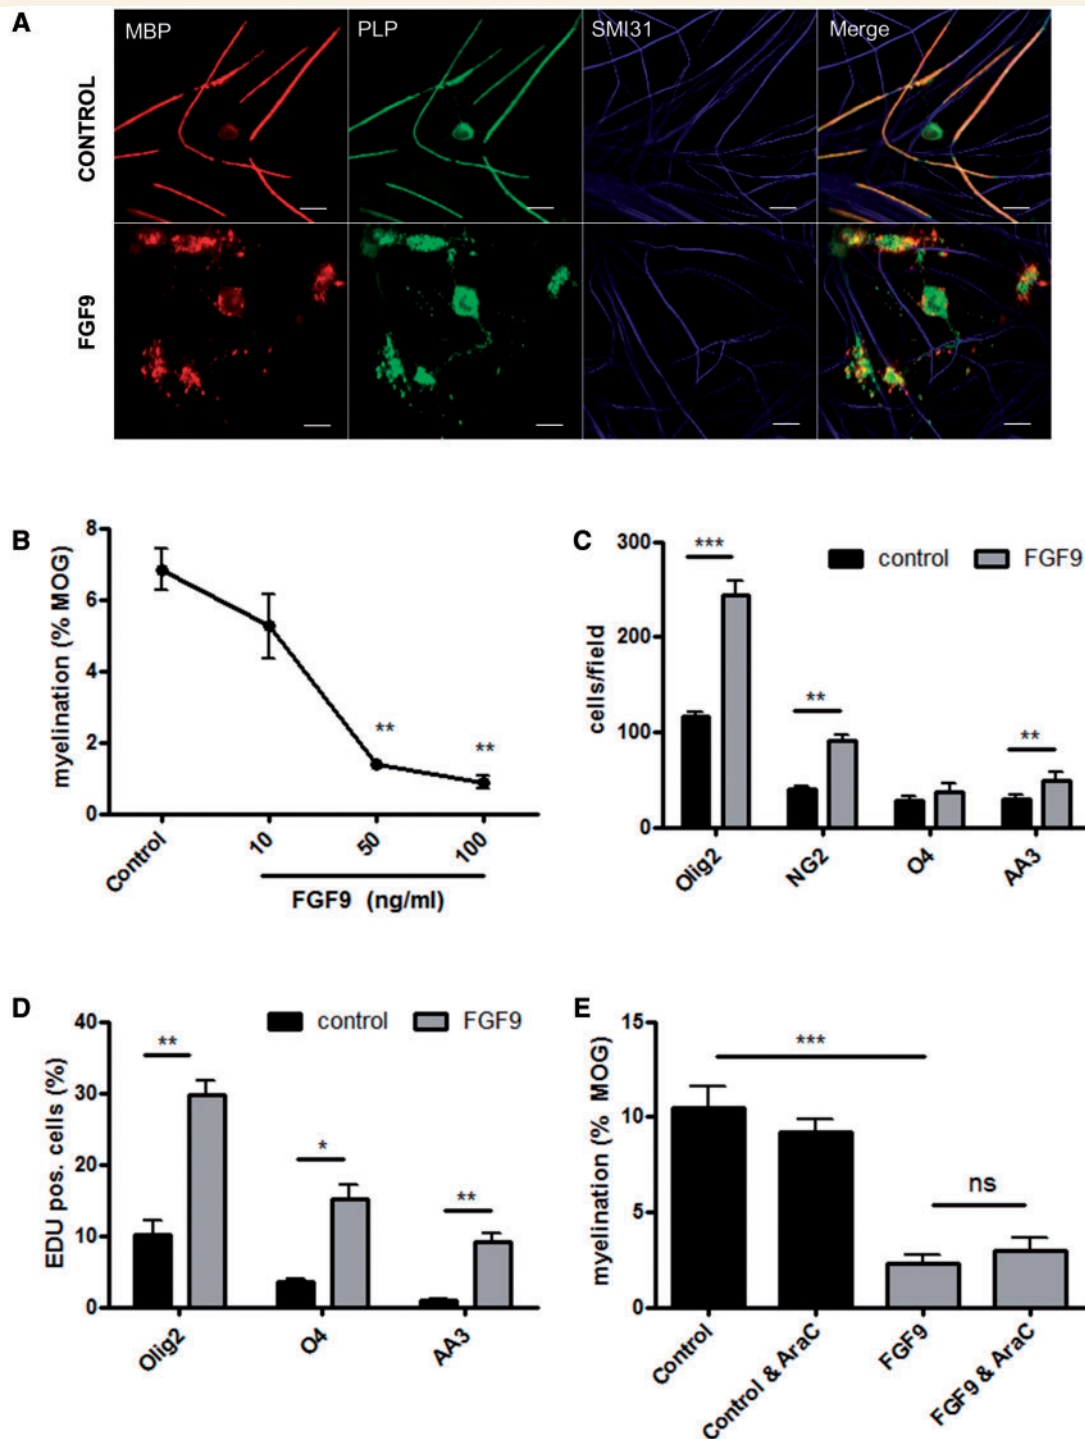 A
MBP PLP SMI31 Merge
CONTROL
FGF9
B
myelination (% MOG)
8
6
4
2
0
**
**
Control 10 50 100
FGF9 (ng/ml)
C
control FGF9
cells/field
300
200
100
0
***
**
**
Olig2 NG2 O4 AA3
D
control FGF9
EDU pos. cells (%)
40
30
20
10
0
**
*
**
Olig2 O4 AA3
E
myelination (% MOG)
15
10
5
0
***
ns
Control Control & AraC FGF9 FGF9 & AraC